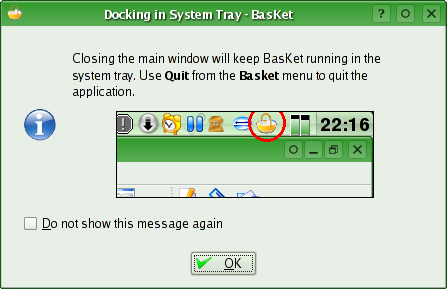 Docking in System Tray - BasKet
Closing the main window will keep BasKet running in the
system tray. Use Quit from the Basket menu to quit the
application.
22:16
Do not show this message again
OK